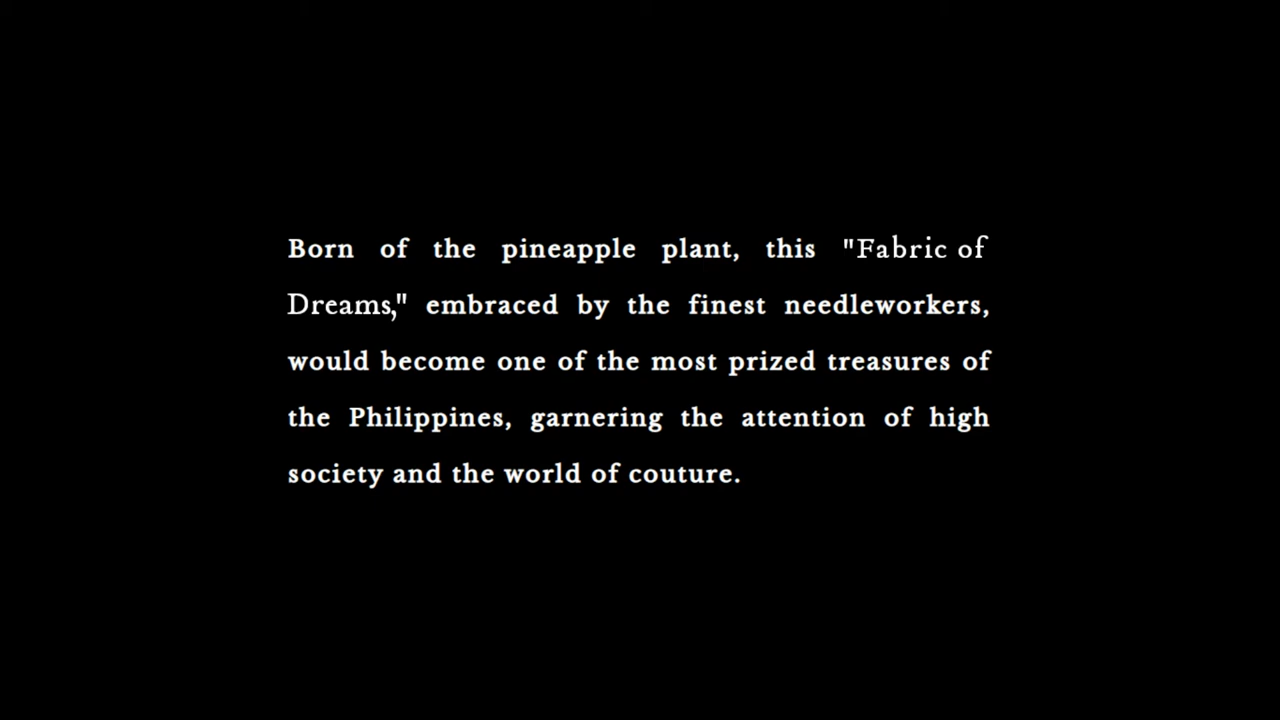 Born of the pineapple plant, this "Fabric of
Dreams," embraced by the finest needleworkers,
would become one of the most prized treasures of
the Philippines, garnering the attention of high
society and the world of couture.